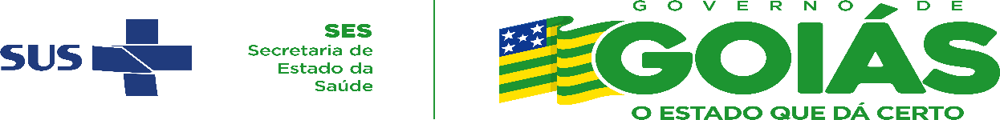 SUS
SES
Secretaria de
Estado da
Saúde
GOVERNO DE
GOIÁS
O ESTADO QUE DÁ CERTO